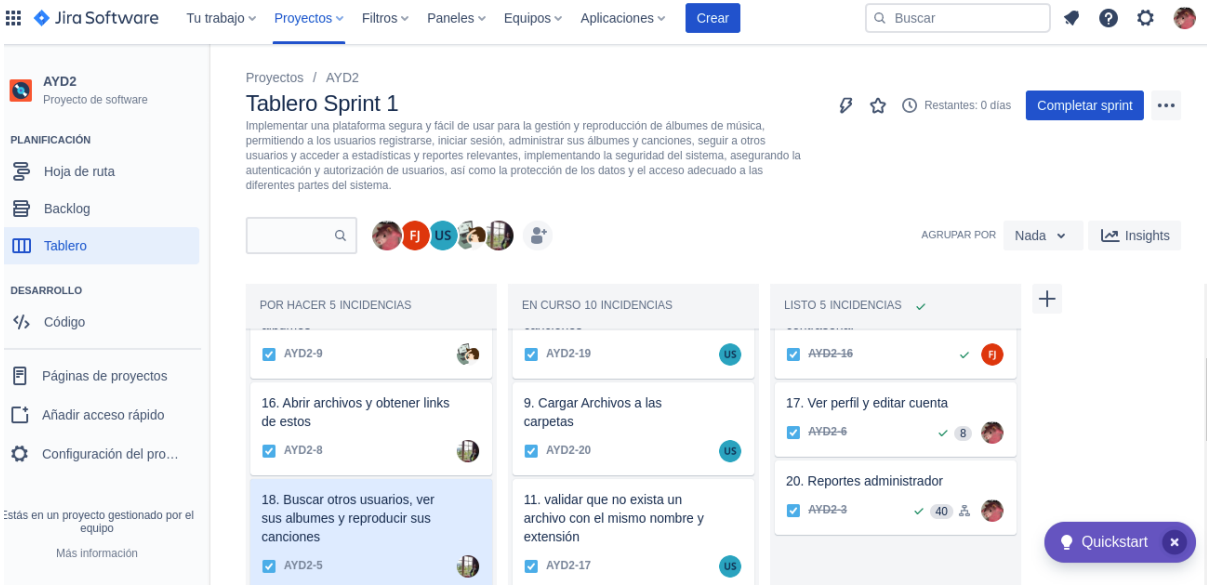 Jira Software
Tu trabajo
Proyectos
Filtros
Paneles
Equipos
Aplicaciones
Crear
Buscar
AYD2
Proyecto de software
PLANIFICACIÓN
Hoja de ruta
Backlog
Tablero
DESARROLLO
Código
Páginas de proyectos
Añadir acceso rápido
Configuración del pro…
Estás en un proyecto gestionado por el
equipo
Más información
Proyectos / AYD2
Tablero Sprint 1
Restantes: 0 días
Completar sprint
Implementar una plataforma segura y fácil de usar para la gestión y reproducción de álbumes de música,
permitiendo a los usuarios registrarse, iniciar sesión, administrar sus álbumes y canciones, seguir a otros
usuarios y acceder a estadísticas y reportes relevantes, implementando la seguridad del sistema, asegurando la
autenticación y autorización de usuarios, así como la protección de los datos y el acceso adecuado a las
diferentes partes del sistema.
FJ
US
AGRUPAR POR
Nada
Insights
POR HACER 5 INCIDENCIAS
AYD2-9
16. Abrir archivos y obtener links
de estos
AYD2-8
18. Buscar otros usuarios, ver
sus albumes y reproducir sus
canciones
AYD2-5
EN CURSO 10 INCIDENCIAS
AYD2-19
US
9. Cargar Archivos a las
carpetas
AYD2-20
US
11. validar que no exista un
archivo con el mismo nombre y
extensión
AYD2-17
US
LISTO 5 INCIDENCIAS
AYD2-16
FJ
17. Ver perfil y editar cuenta
AYD2-6
8
20. Reportes administrador
AYD2-3
40
Quickstart